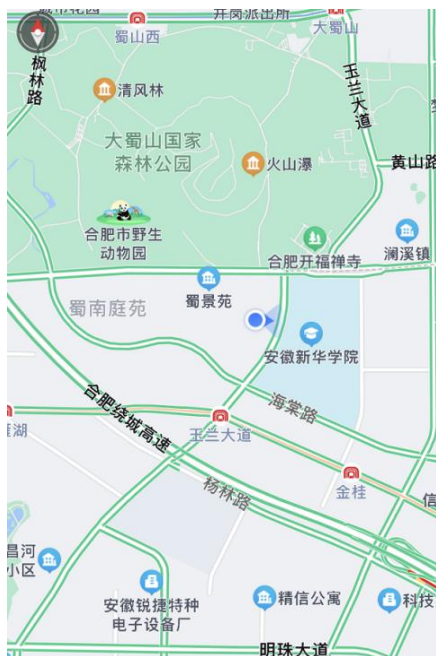 开岗派出所
大蜀山
蜀山西
枫林路
玉兰大道
清风林
大蜀山国家
森林公园
火山瀑
黄山路
合肥市野生
动物园
合肥开福禅寺
澜溪镇
蜀景苑
蜀南庭苑
安徽新华学院
合肥绕城高速
海棠路
雁湖
玉兰大道
杨林路
金桂
信
昌河
小区
安徽锐捷特种
电子设备厂
精信公寓
科技
明珠大道